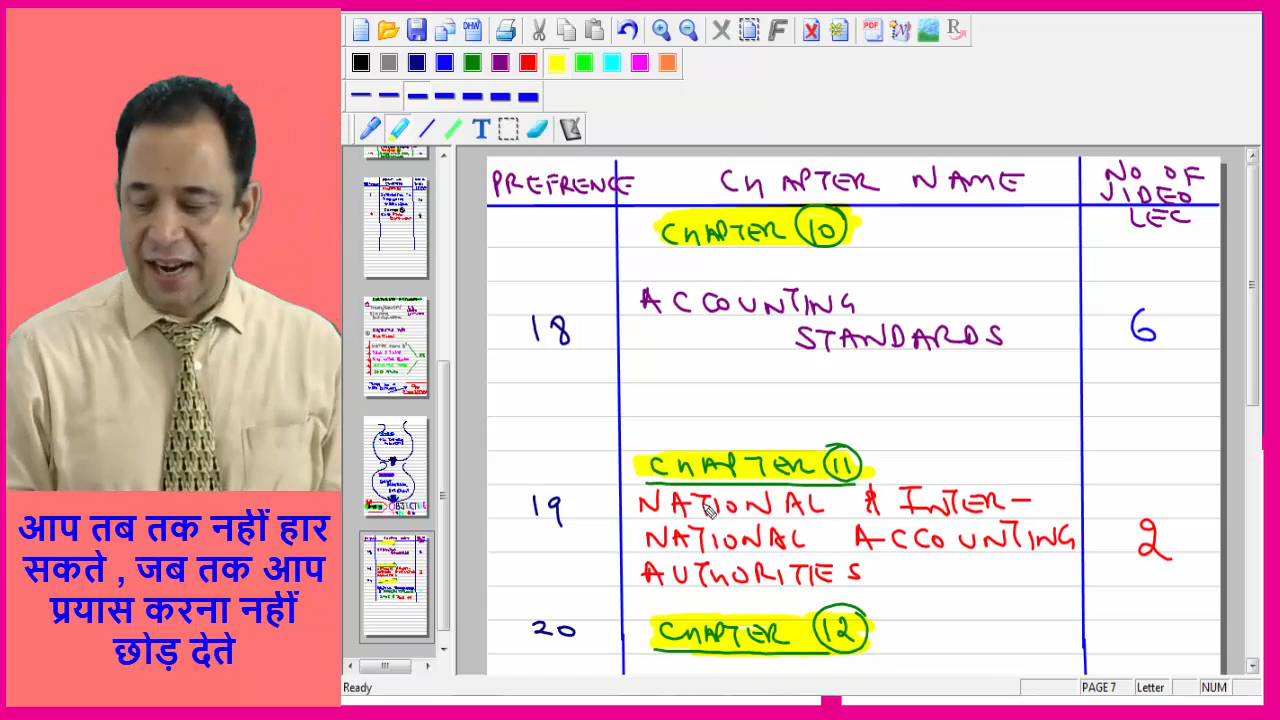 DHW
PDF
PREFRENCE CHAPTER NAME NO OF
VIDEO
LEC
CHAPTER 10
18 ACCOUNTING
STANDARDS 6
CHAPTER 11
19 NATIONAL & INTER-
NATIONAL ACCOUNTING 2
AUTHORITIES
20 CHAPTER 12
आप तब तक नहीं हार
सकते , जब तक आप
प्रयास करना नहीं
छोड़ देते
Ready PAGE 7 Letter NUM